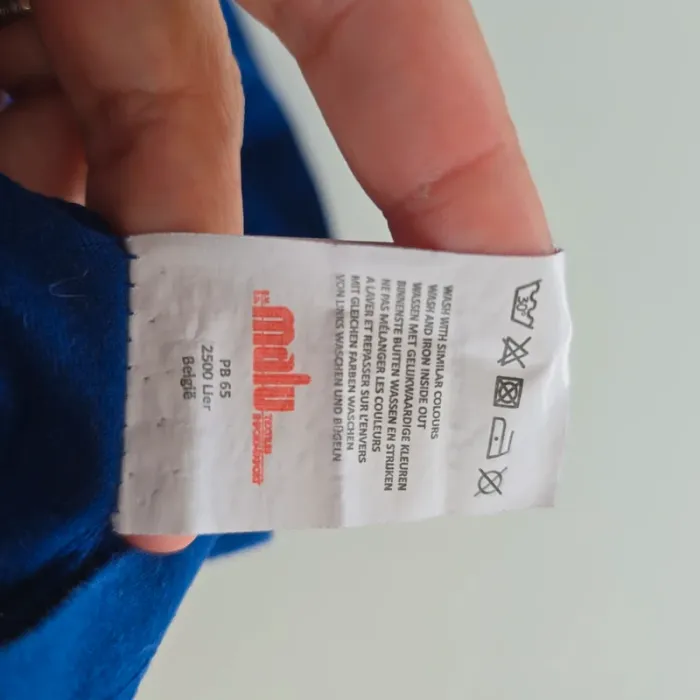 30°
WASH WITH SIMILAR COLOURS
WASH AND IRON INSIDE OUT
WASSEN MET GELIJKWAARDIGE KLEUREN
BINNENSTE BUITEN WASSEN EN STRIJKEN
NE PAS MÉLANGER LES COULEURS
A LAVER ET REPASSER SUR L'ENVERS
MIT GLEICHEN FARBEN WASCHEN
VON LINKS WASCHEN UND BÜGELN
malu
PB 65
2500 Lier
België